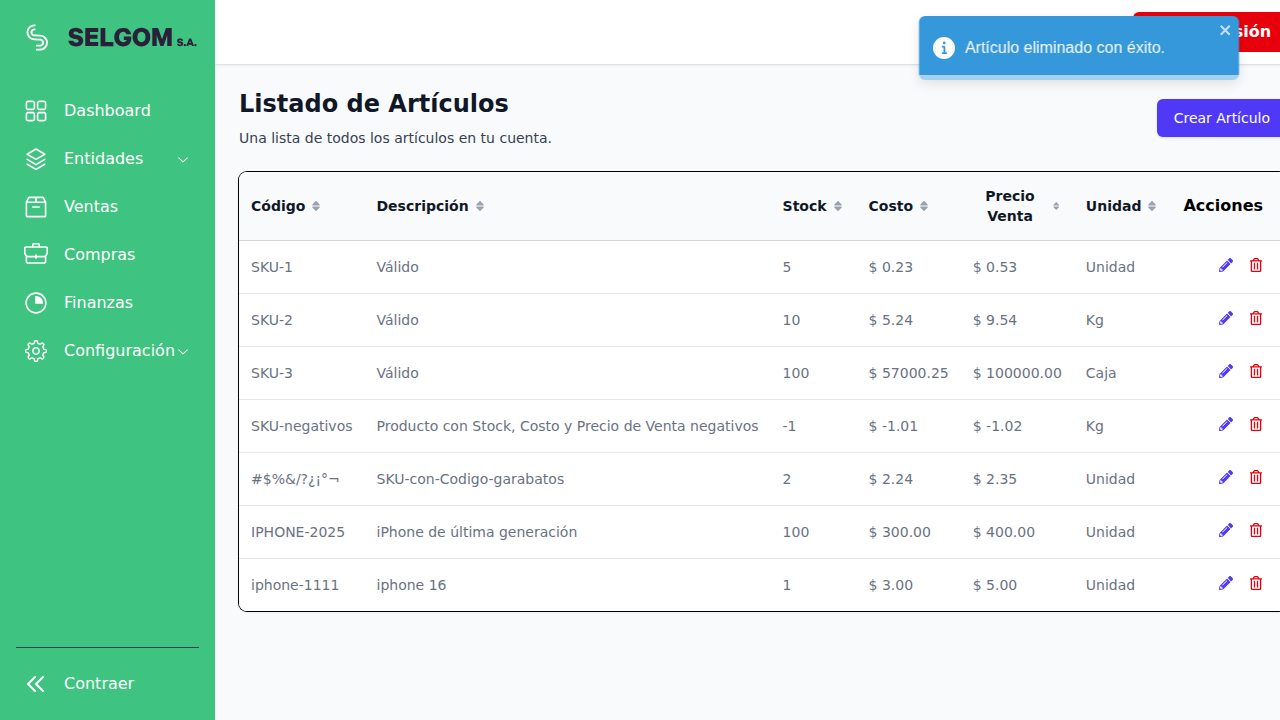 SELGOM S.A.
sión
Artículo eliminado con éxito.
Dashboard
Entidades
Ventas
Compras
Finanzas
Configuración
Contraer
Listado de Artículos
Una lista de todos los artículos en tu cuenta.
Crear Artículo
Código Descripción Stock Costo Precio Venta Unidad Acciones
SKU-1 Válido 5 $ 0.23 $ 0.53 Unidad
SKU-2 Válido 10 $ 5.24 $ 9.54 Kg
SKU-3 Válido 100 $ 57000.25 $ 100000.00 Caja
SKU-negativos Producto con Stock, Costo y Precio de Venta negativos -1 $ -1.01 $ -1.02 Kg
#$%&/?¿¡°¬ SKU-con-Codigo-garabatos 2 $ 2.24 $ 2.35 Unidad
IPHONE-2025 iPhone de última generación 100 $ 300.00 $ 400.00 Unidad
iphone-1111 iphone 16 1 $ 3.00 $ 5.00 Unidad